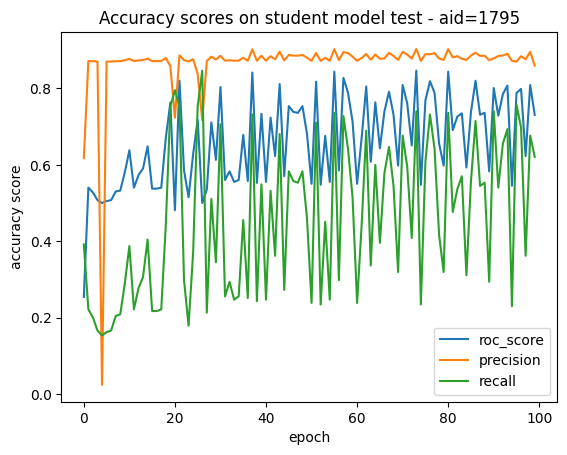 Accuracy scores on student model test - aid=1795
accuracy score
0.8
0.6
0.4
0.2
0.0
roc_score
precision
recall
0
20
40
60
80
100
epoch